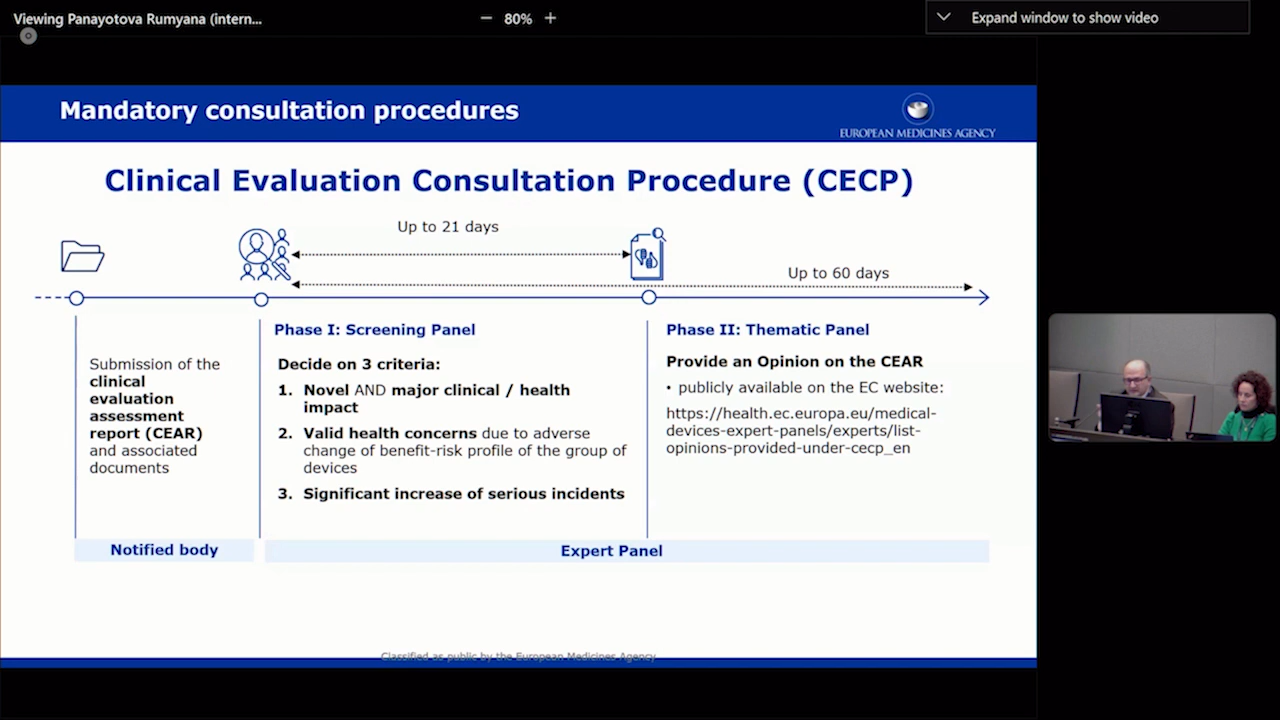 Viewing Panayotova Rumyana (intern...
80%
Expand window to show video
Mandatory consultation procedures
EUROPEAN MEDICINES AGENCY
Clinical Evaluation Consultation Procedure (CECP)
Up to 21 days
Up to 60 days
Submission of the
clinical
evaluation
assessment
report (CEAR)
and associated
documents
Phase I: Screening Panel
Decide on 3 criteria:
1. Novel AND major clinical / health
impact
2. Valid health concerns due to adverse
change of benefit-risk profile of the group of
devices
3. Significant increase of serious incidents
Phase II: Thematic Panel
Provide an Opinion on the CEAR
• publicly available on the EC website:
https://health.ec.europa.eu/medical-
devices-expert-panels/experts/list-
opinions-provided-under-cecp_en
Notified body
Expert Panel
Classified as public by the European Medicines Agency